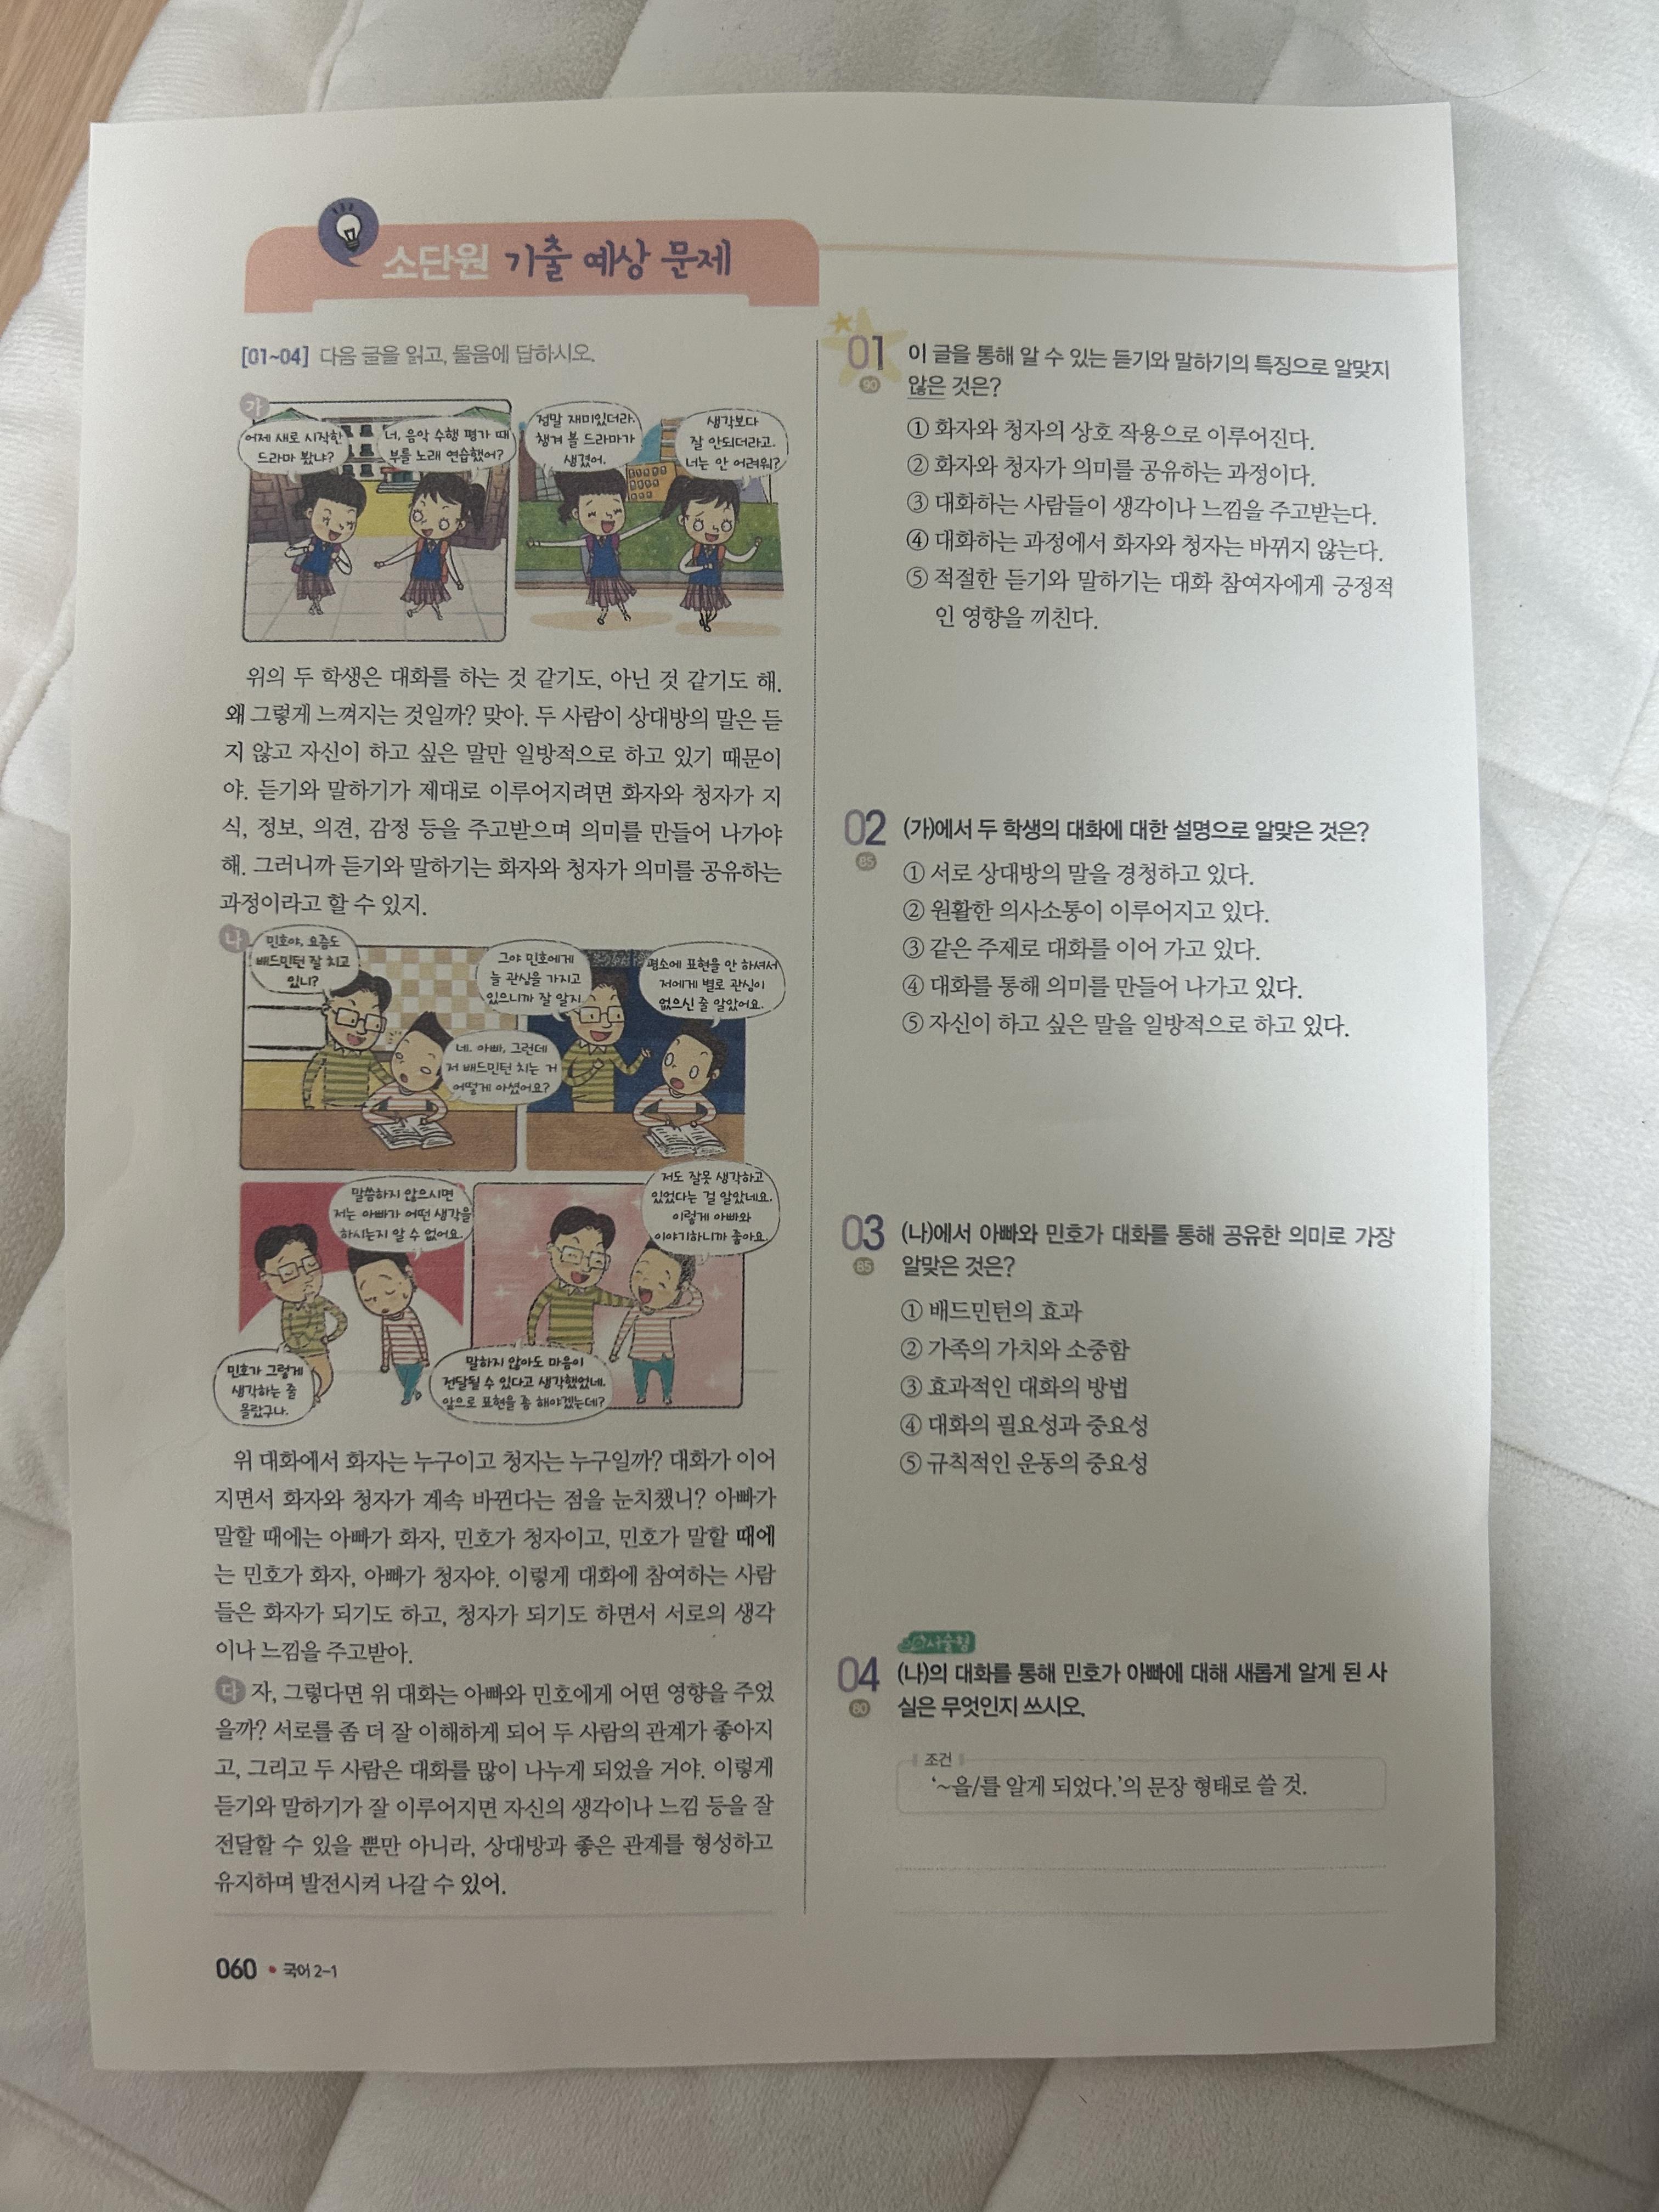 소단원 기출 예상 문제
[01~04] 다음 글을 읽고, 물음에 답하시오.
가
어제 새로 시작한
드라마 봤냐?
너, 음악 수행 평가 때
부를 노래 연습했어?
정말 재미있더라.
챙겨 볼 드라마가
생겼어.
생각보다
잘 안되더라고.
너는 안 어려워?
위의 두 학생은 대화를 하는 것 같기도, 아닌 것 같기도 해.
왜 그렇게 느껴지는 것일까? 맞아. 두 사람이 상대방의 말은 듣
지 않고 자신이 하고 싶은 말만 일방적으로 하고 있기 때문이
야. 듣기와 말하기가 제대로 이루어지려면 화자와 청자가 지
식, 정보, 의견, 감정 등을 주고받으며 의미를 만들어 나가야
해. 그러니까 듣기와 말하기는 화자와 청자가 의미를 공유하는
과정이라고 할 수 있지.
나
민호야, 요즘도
배드민턴 잘 치고
있니?
네. 아빠, 그런데
저 배드민턴 치는 거
어떻게 아셨어요?
그야 민호에게
늘 관심을 가지고
있으니까 잘 알지.
평소에 표현을 안 하셔서
저에게 별로 관심이
없으신 줄 알았어요.
말씀하지 않으시면
저는 아빠가 어떤 생각을
하시는지 알 수 없어요.
민호가 그렇게
생각하는 줄
몰랐구나.
말하지 않아도 마음이
전달될 수 있다고 생각했었네.
앞으로 표현을 좀 해야겠는데?
저도 잘못 생각하고
있었다는 걸 알았네요.
이렇게 아빠와
이야기하니까 좋아요.
위 대화에서 화자는 누구이고 청자는 누구일까? 대화가 이어
지면서 화자와 청자가 계속 바뀐다는 점을 눈치챘니? 아빠가
말할 때에는 아빠가 화자, 민호가 청자이고, 민호가 말할 때에
는 민호가 화자, 아빠가 청자야. 이렇게 대화에 참여하는 사람
들은 화자가 되기도 하고, 청자가 되기도 하면서 서로의 생각
이나 느낌을 주고받아.
다 자, 그렇다면 위 대화는 아빠와 민호에게 어떤 영향을 주었
을까? 서로를 좀 더 잘 이해하게 되어 두 사람의 관계가 좋아지
고, 그리고 두 사람은 대화를 많이 나누게 되었을 거야. 이렇게
듣기와 말하기가 잘 이루어지면 자신의 생각이나 느낌 등을 잘
전달할 수 있을 뿐만 아니라, 상대방과 좋은 관계를 형성하고
유지하며 발전시켜 나갈 수 있어.
060 • 국어 2-1
01 이 글을 통해 알 수 있는 듣기와 말하기의 특징으로 알맞지
90 않은 것은?
① 화자와 청자의 상호 작용으로 이루어진다.
② 화자와 청자가 의미를 공유하는 과정이다.
③ 대화하는 사람들이 생각이나 느낌을 주고받는다.
④ 대화하는 과정에서 화자와 청자는 바뀌지 않는다.
⑤ 적절한 듣기와 말하기는 대화 참여자에게 긍정적
인 영향을 끼친다.
02 (가)에서 두 학생의 대화에 대한 설명으로 알맞은 것은?
85
① 서로 상대방의 말을 경청하고 있다.
② 원활한 의사소통이 이루어지고 있다.
③ 같은 주제로 대화를 이어 가고 있다.
④ 대화를 통해 의미를 만들어 나가고 있다.
⑤ 자신이 하고 싶은 말을 일방적으로 하고 있다.
03 (나)에서 아빠와 민호가 대화를 통해 공유한 의미로 가장
85 알맞은 것은?
① 배드민턴의 효과
② 가족의 가치와 소중함
③ 효과적인 대화의 방법
④ 대화의 필요성과 중요성
⑤ 규칙적인 운동의 중요성
서술형
04 (나)의 대화를 통해 민호가 아빠에 대해 새롭게 알게 된 사
80 실은 무엇인지 쓰시오.
조건
‘~을/를 알게 되었다.’의 문장 형태로 쓸 것.